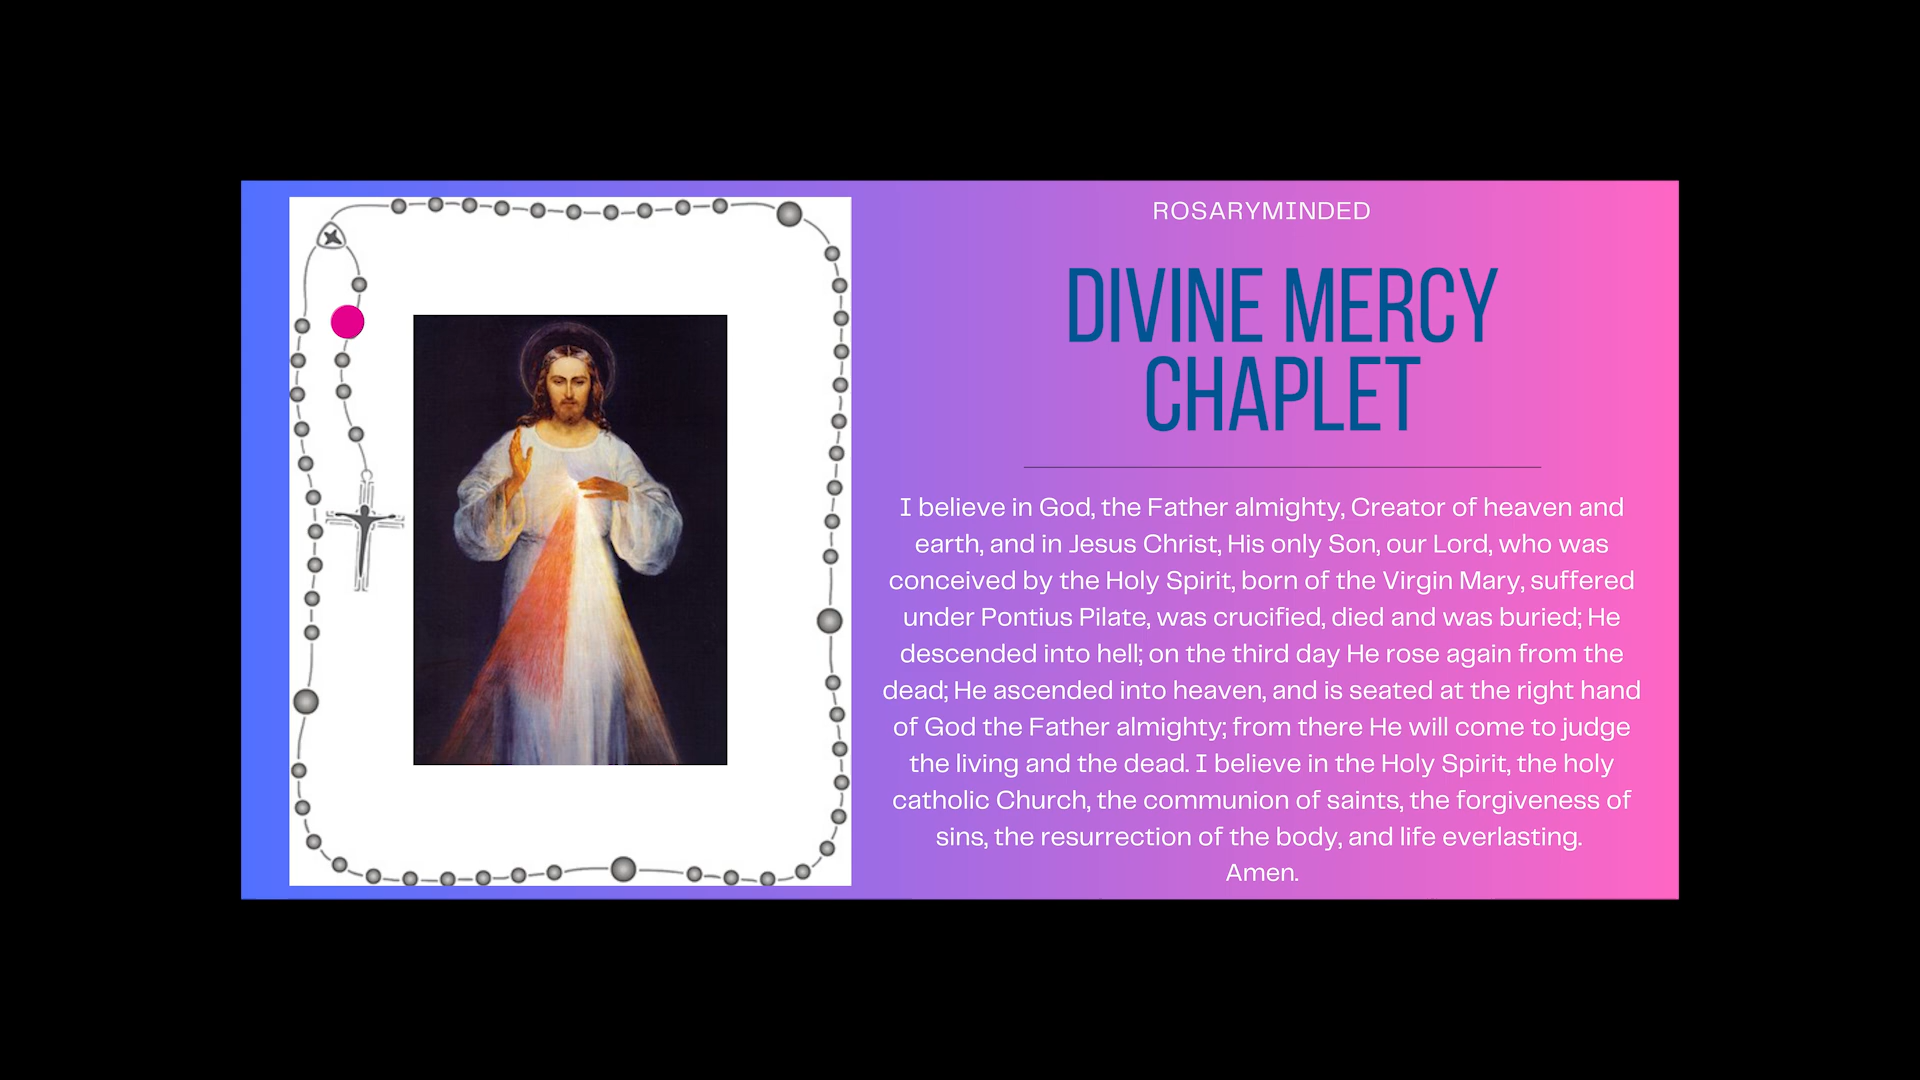 ROSARYMINDED
DIVINE MERCY
CHAPLET
I believe in God, the Father almighty, Creator of heaven and
earth, and in Jesus Christ, His only Son, our Lord, who was
conceived by the Holy Spirit, born of the Virgin Mary, suffered
under Pontius Pilate, was crucified, died and was buried; He
descended into hell; on the third day He rose again from the
dead; He ascended into heaven, and is seated at the right hand
of God the Father almighty; from there He will come to judge
the living and the dead. I believe in the Holy Spirit, the holy
catholic Church, the communion of saints, the forgiveness of
sins, the resurrection of the body, and life everlasting.
Amen.